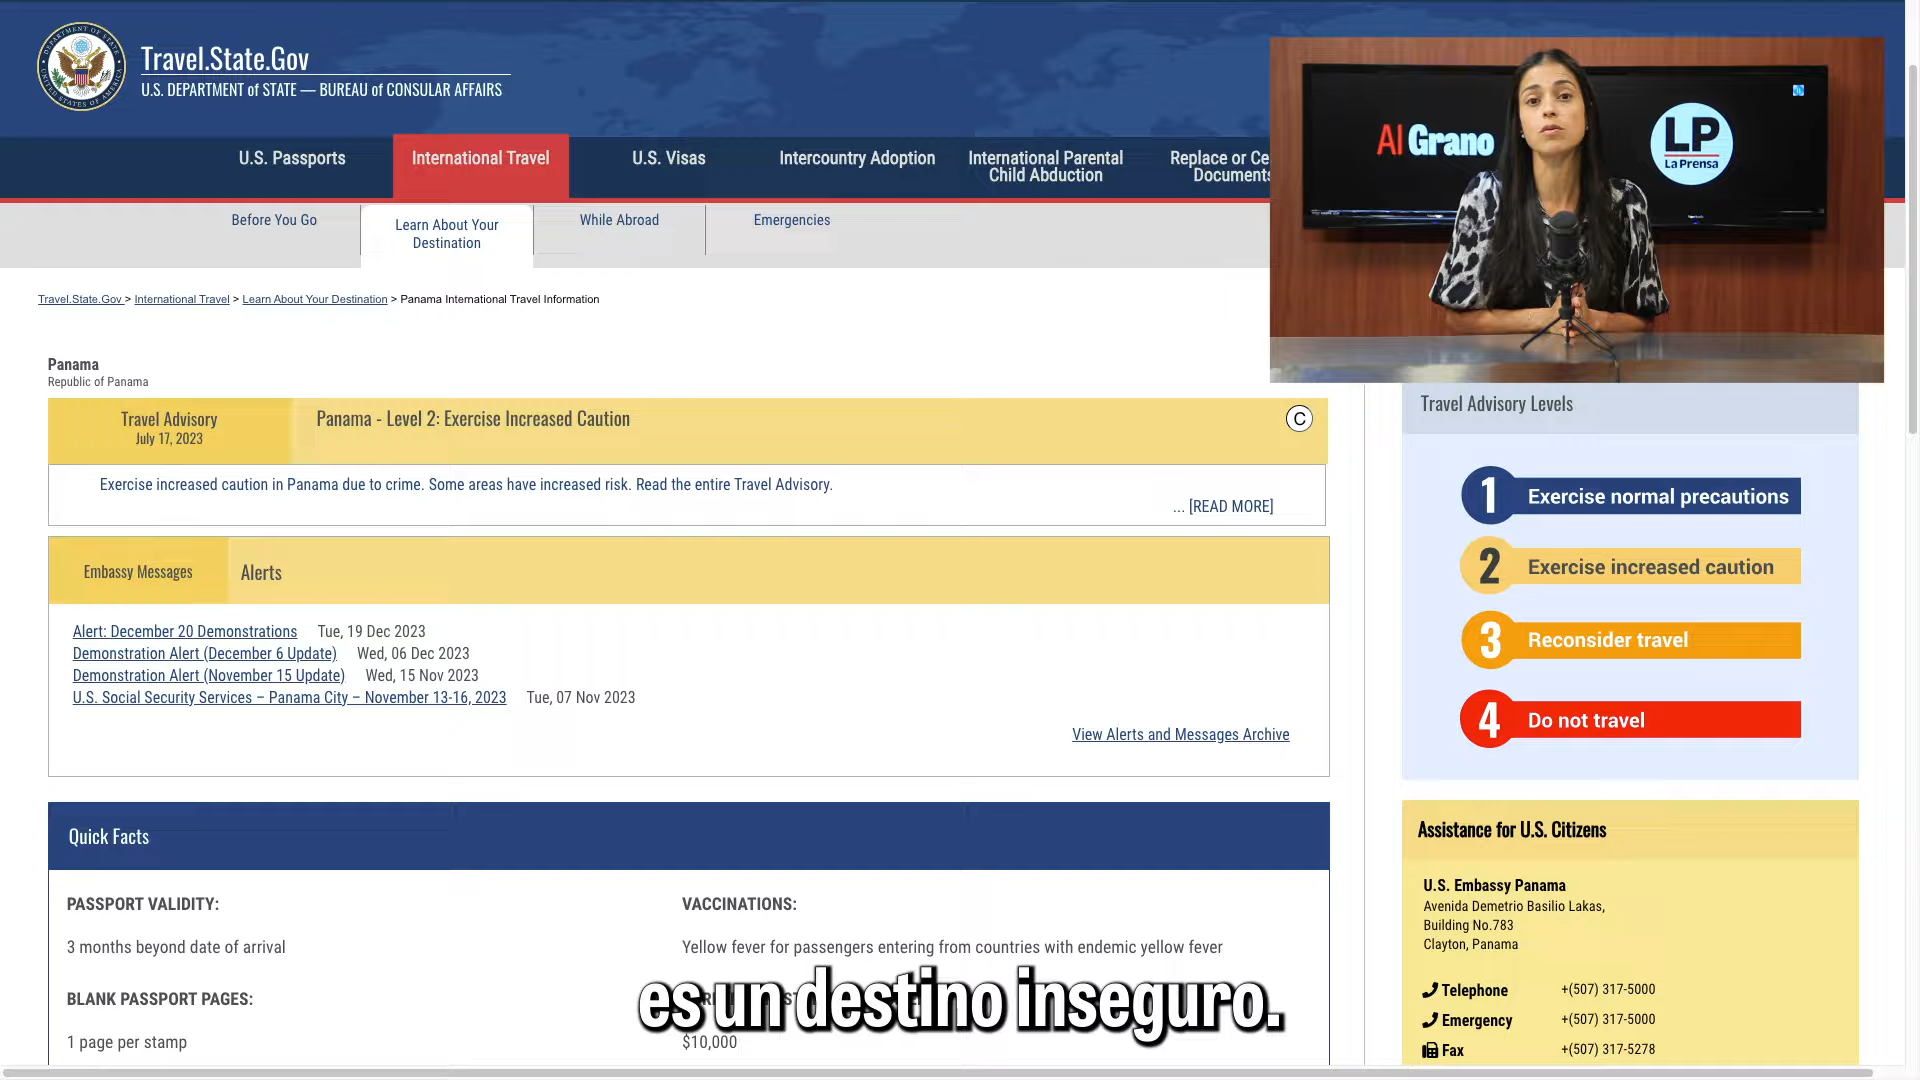 Travel.State.Gov
U.S. DEPARTMENT of STATE — BUREAU of CONSULAR AFFAIRS
U.S. Passports
International Travel
U.S. Visas
Intercountry Adoption
International Parental
Child Abduction
Replace or Ce
Documents
Al Grano
LP
La Prensa
Before You Go
Learn About Your
Destination
While Abroad
Emergencies
Travel.State.Gov > International Travel > Learn About Your Destination > Panama International Travel Information
Panama
Republic of Panama
Travel Advisory
July 17, 2023
Panama - Level 2: Exercise Increased Caution
C
Exercise increased caution in Panama due to crime. Some areas have increased risk. Read the entire Travel Advisory.
... [READ MORE]
Embassy Messages
Alerts
Alert: December 20 Demonstrations Tue, 19 Dec 2023
Demonstration Alert (December 6 Update) Wed, 06 Dec 2023
Demonstration Alert (November 15 Update) Wed, 15 Nov 2023
U.S. Social Security Services – Panama City – November 13-16, 2023 Tue, 07 Nov 2023
View Alerts and Messages Archive
Quick Facts
PASSPORT VALIDITY:
3 months beyond date of arrival
VACCINATIONS:
Yellow fever for passengers entering from countries with endemic yellow fever
BLANK PASSPORT PAGES:
1 page per stamp
$10,000
es un destino inseguro.
Travel Advisory Levels
1 Exercise normal precautions
2 Exercise increased caution
3 Reconsider travel
4 Do not travel
Assistance for U.S. Citizens
U.S. Embassy Panama
Avenida Demetrio Basilio Lakas,
Building No.783
Clayton, Panama
Telephone +(507) 317-5000
Emergency +(507) 317-5000
Fax +(507) 317-5278